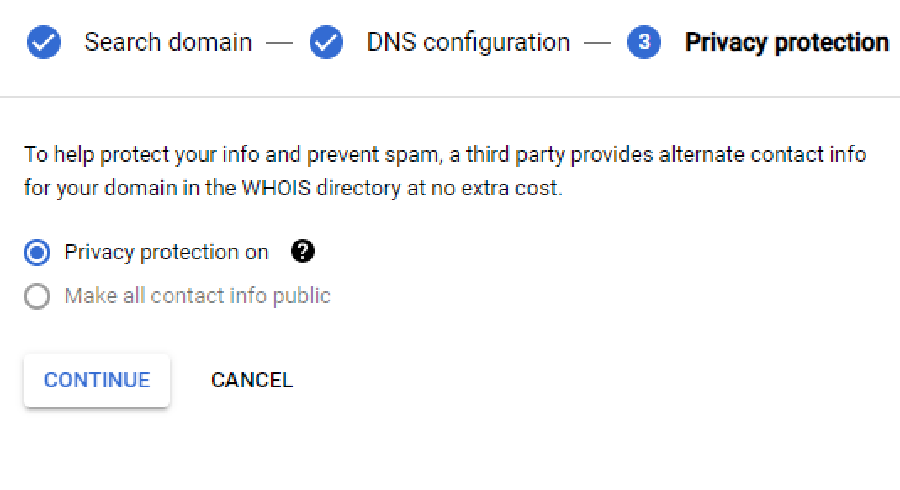 Search domain — DNS configuration — 3 Privacy protection
To help protect your info and prevent spam, a third party provides alternate contact info
for your domain in the WHOIS directory at no extra cost.
Privacy protection on ?
Make all contact info public
CONTINUE CANCEL